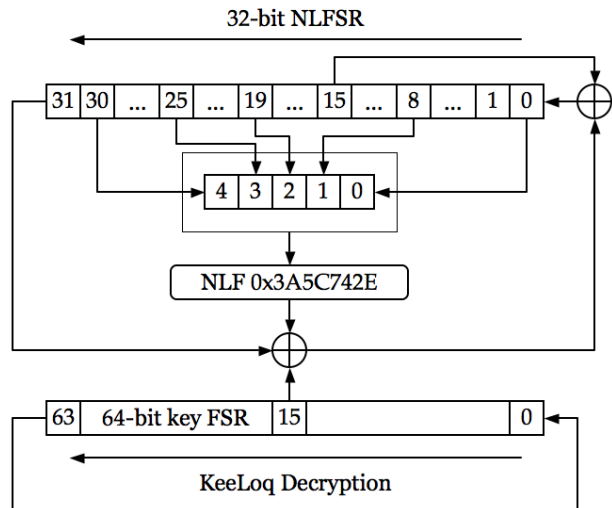 32-bit NLFSR
31 30 ... 25 ... 19 ... 15 ... 8 ... 1 0
4 3 2 1 0
NLF 0x3A5C742E
63 64-bit key FSR 15 0
KeeLoq Decryption